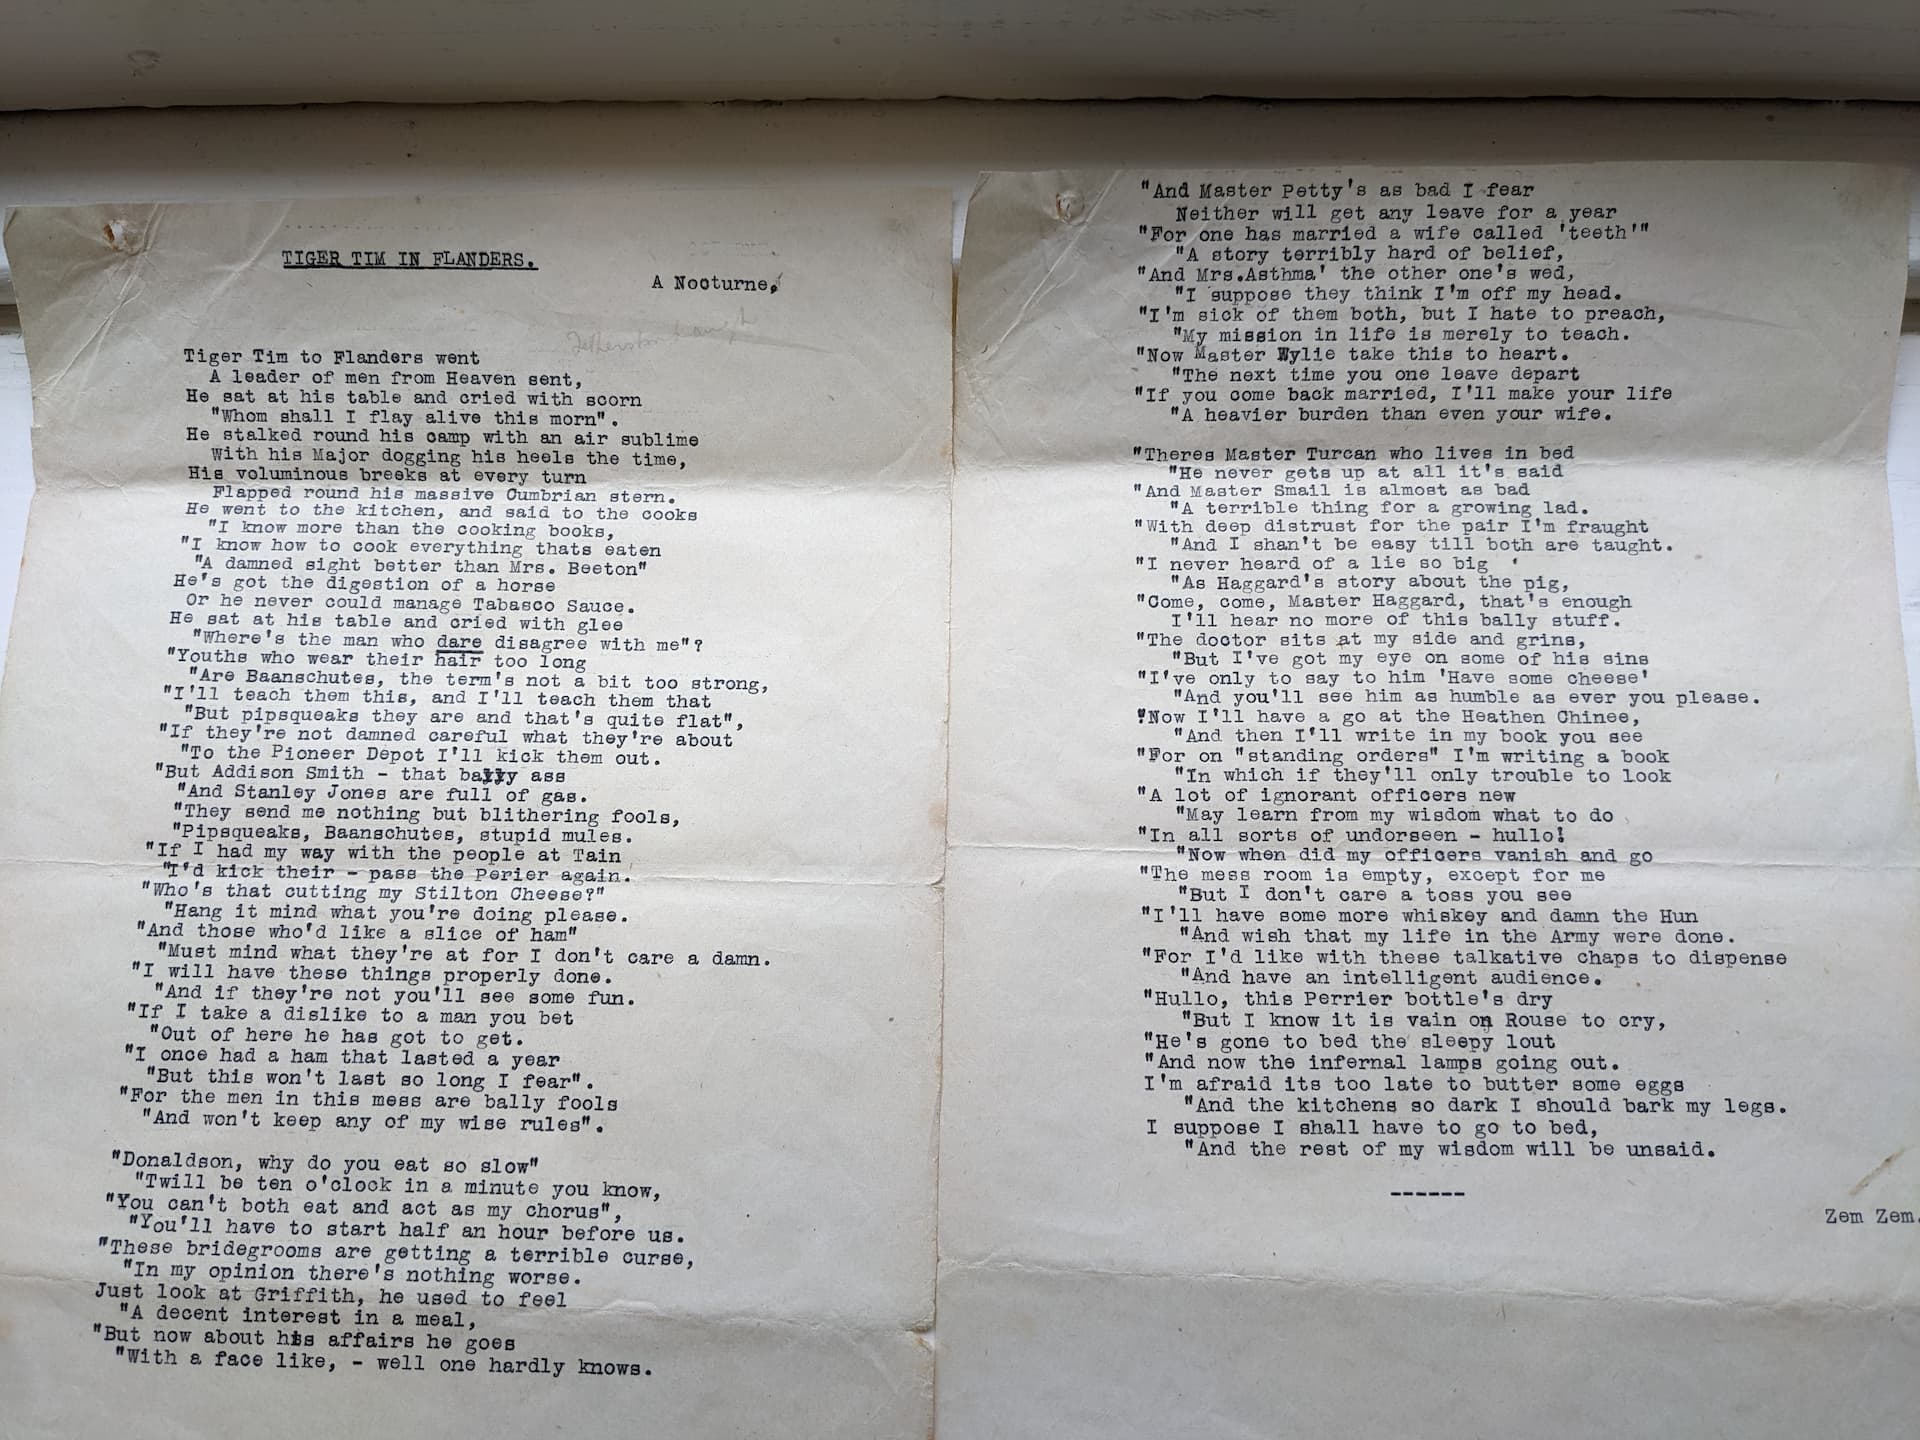 TIGER TIM IN FLANDERS.
A Nocturne,
Tiger Tim to Flanders went
A leader of men from Heaven sent,
He sat at his table and cried with scorn
"Whom shall I flay alive this morn".
He stalked round his camp with an air sublime
With his Major dogging his heels the time,
His voluminous breeks at every turn
Flapped round his massive Cumbrian stern.
He went to the kitchen, and said to the cooks
"I know more than the cooking books,
"I know how to cook everything thats eaten
"A damned sight better than Mrs. Beeton"
He's got the digestion of a horse
Or he never could manage Tabasco Sauce.
He sat at his table and cried with glee
"Where's the man who dare disagree with me"?
"Youths who wear their hair too long
"Are Baanschutes, the term's not a bit too strong,
"I'll teach them this, and I'll teach them that
"But pipsqueaks they are and that's quite flat",
"If they're not damned careful what they're about
"To the Pioneer Depot I'll kick them out.
"But Addison Smith - that bally ass
"And Stanley Jones are full of gas.
"They send me nothing but blithering fools,
"Pipsqueaks, Baanschutes, stupid mules.
"If I had my way with the people at Tain
"I'd kick their - pass the Perier again.
"Who's that cutting my Stilton Cheese?"
"Hang it mind what you're doing please.
"And those who'd like a slice of ham"
"Must mind what they're at for I don't care a damn.
"I will have these things properly done.
"And if they're not you'll see some fun.
"If I take a dislike to a man you bet
"Out of here he has got to get.
"I once had a ham that lasted a year
"But this won't last so long I fear".
"For the men in this mess are bally fools
"And won't keep any of my wise rules".
"Donaldson, why do you eat so slow"
"Twill be ten o'clock in a minute you know,
"You can't both eat and act as my chorus",
"You'll have to start half an hour before us.
"These bridegrooms are getting a terrible curse,
"In my opinion there's nothing worse.
Just look at Griffith, he used to feel
"A decent interest in a meal,
"But now about his affairs he goes
"With a face like, - well one hardly knows.
"And Master Petty's as bad I fear
Neither will get any leave for a year
"For one has married a wife called 'teeth'"
"A story terribly hard of belief,
"And Mrs.Asthma' the other one's wed,
"I suppose they think I'm off my head.
"I'm sick of them both, but I hate to preach,
"My mission in life is merely to teach.
"Now Master Wylie take this to heart.
"The next time you one leave depart
"If you come back married, I'll make your life
"A heavier burden than even your wife.
"Theres Master Turcan who lives in bed
"He never gets up at all it's said
"And Master Smail is almost as bad
"A terrible thing for a growing lad.
"With deep distrust for the pair I'm fraught
"And I shan't be easy till both are taught.
"I never heard of a lie so big
"As Haggard's story about the pig,
"Come, come, Master Haggard, that's enough
I'll hear no more of this bally stuff.
"The doctor sits at my side and grins,
"But I've got my eye on some of his sins
"I've only to say to him 'Have some cheese'
"And you'll see him as humble as ever you please.
"Now I'll have a go at the Heathen Chinee,
"And then I'll write in my book you see
"For on "standing orders" I'm writing a book
"In which if they'll only trouble to look
"A lot of ignorant officers new
"May learn from my wisdom what to do
"In all sorts of undorseen - hullo!
"Now when did my officers vanish and go
"The mess room is empty, except for me
"But I don't care a toss you see
"I'll have some more whiskey and damn the Hun
"And wish that my life in the Army were done.
"For I'd like with these talkative chaps to dispense
"And have an intelligent audience.
"Hullo, this Perrier bottle's dry
"But I know it is vain on Rouse to cry,
"He's gone to bed the sleepy lout
"And now the infernal lamps going out.
I'm afraid its too late to butter some eggs
"And the kitchens so dark I should bark my legs.
I suppose I shall have to go to bed,
"And the rest of my wisdom will be unsaid.
------
Zem Zem.